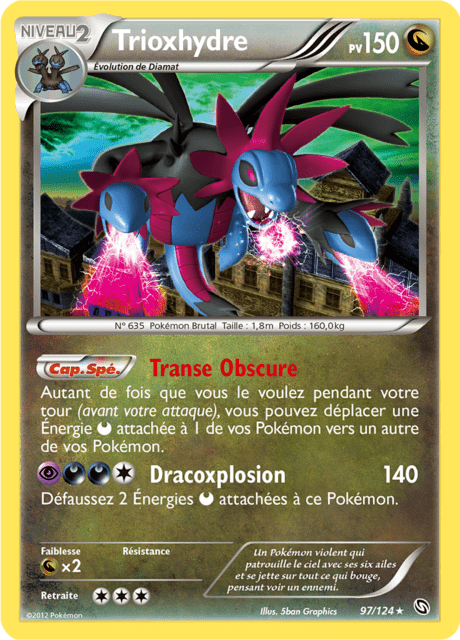 NIVEAU2
Trioxhydre
PV150
Évolution de Diamat
N° 635 Pokémon Brutal Taille : 1,8m Poids : 160,0kg
Cap.Spé. Transe Obscure
Autant de fois que vous le voulez pendant votre
tour (avant votre attaque), vous pouvez déplacer une
Énergie attachée à 1 de vos Pokémon vers un autre
de vos Pokémon.
Dracoxplosion 140
Défaussez 2 Énergies attachées à ce Pokémon.
Faiblesse Résistance
×2
Retraite
Un Pokémon violent qui
patrouille le ciel avec ses six ailes
et se jette sur tout ce qui bouge,
pensant voir un ennemi.
©2012 Pokémon
Illus. 5ban Graphics 97/124 ★